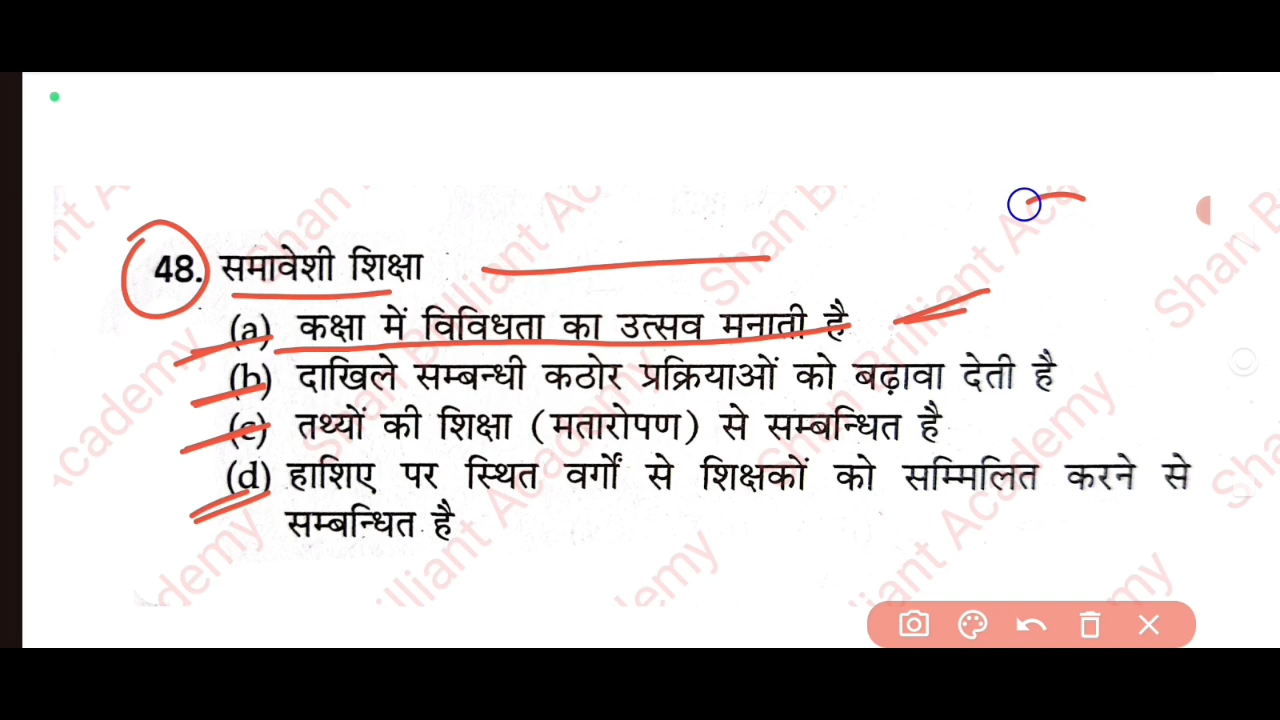 48. समावेशी शिक्षा
(a) कक्षा में विविधता का उत्सव मनाती है
(b) दाखिले सम्बन्धी कठोर प्रक्रियाओं को बढ़ावा देती है
(c) तथ्यों की शिक्षा (मतारोपण) से सम्बन्धित है
(d) हाशिए पर स्थित वर्गों से शिक्षकों को सम्मिलित करने से
सम्बन्धित है